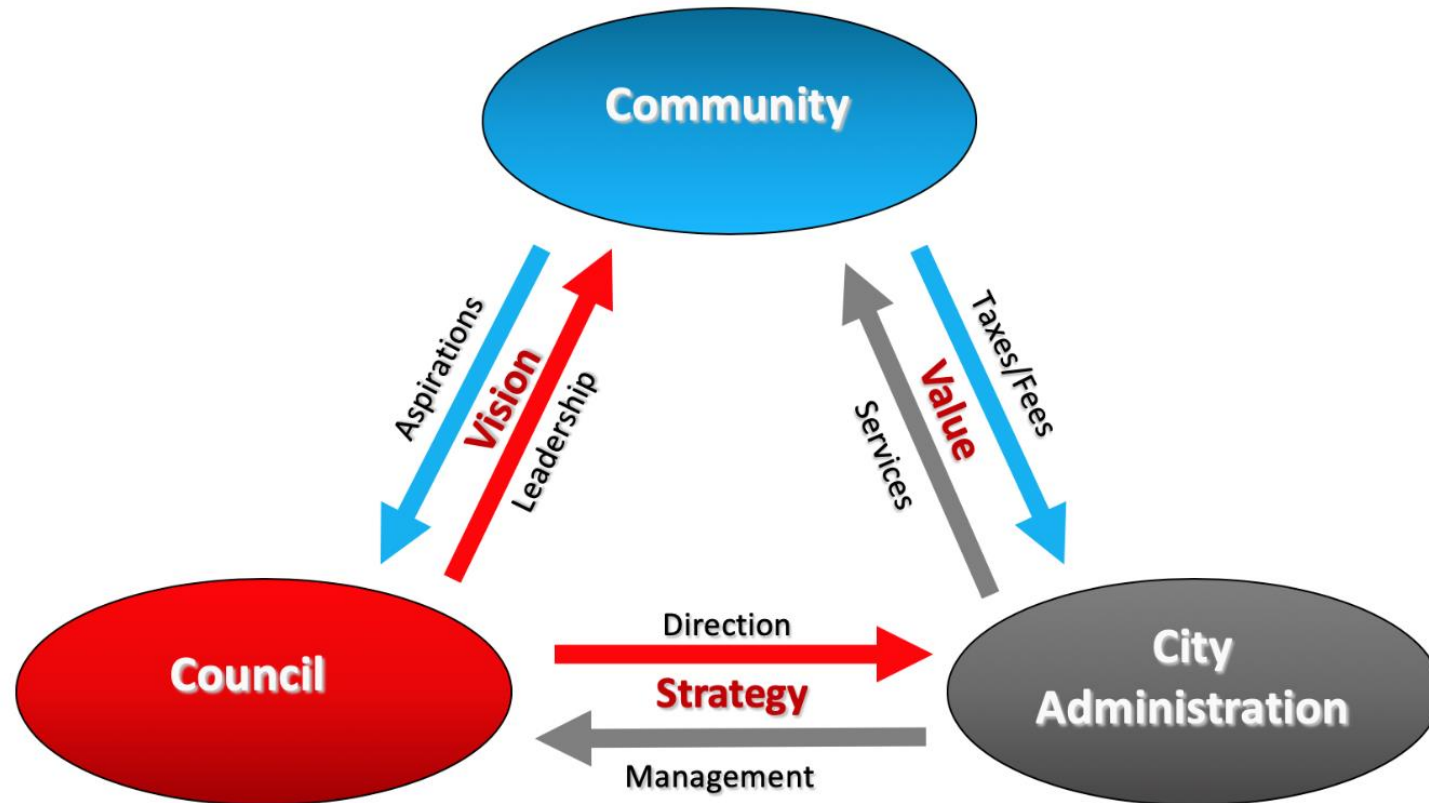 Community
Aspirations
Vision
Leadership
Taxes/Fees
Value
Services
Council
Direction
Strategy
Management
City
Administration